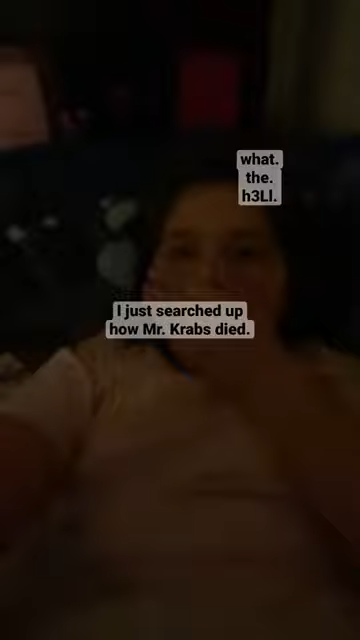 what.
the.
h3Ll.
I just searched up
how Mr. Krabs died.